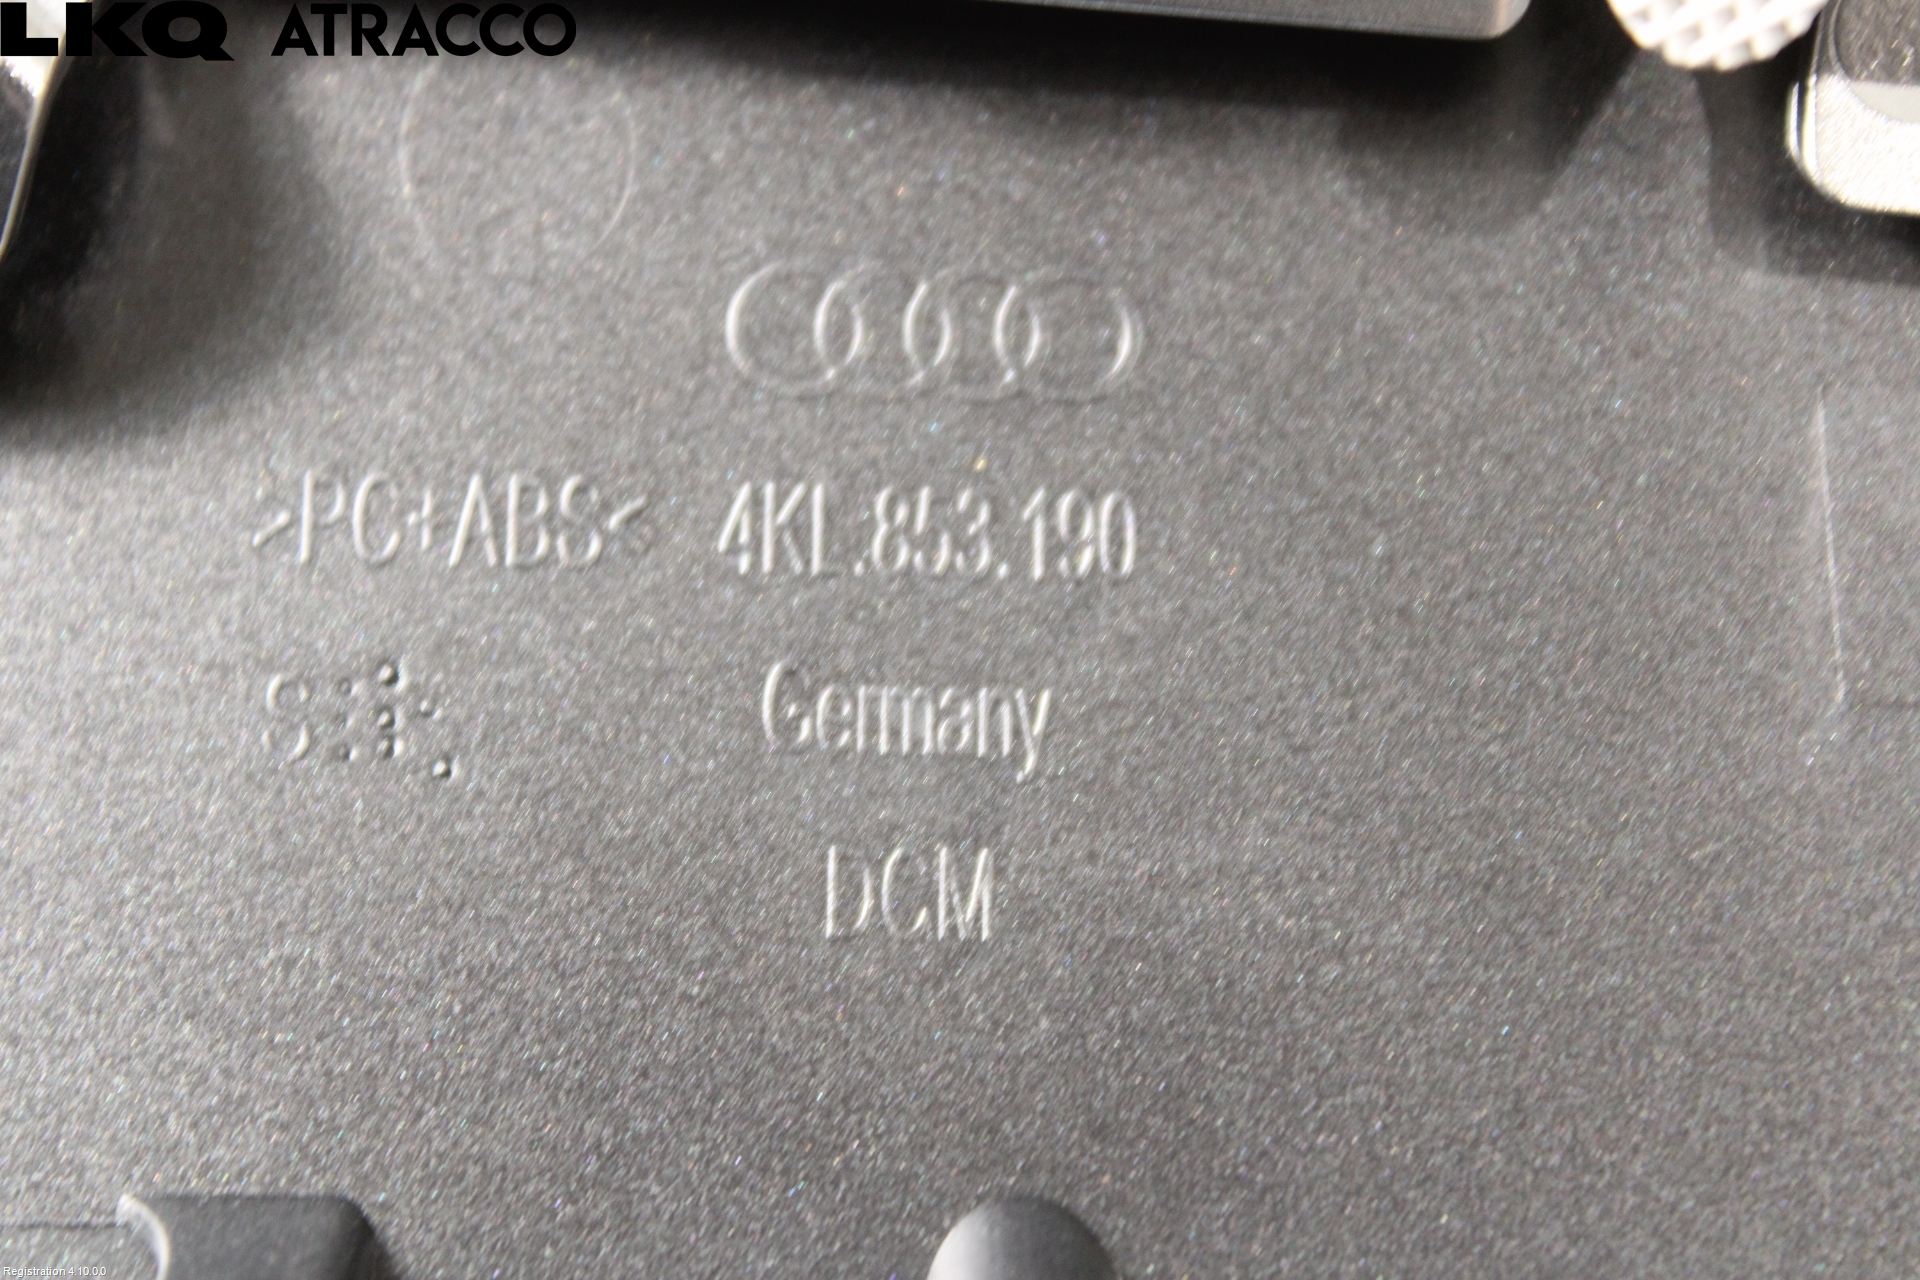 LKQ ATRACCO
>PC+ABS< 4KL.853.190
S Germany
DCM
Registration 4.10.0.0